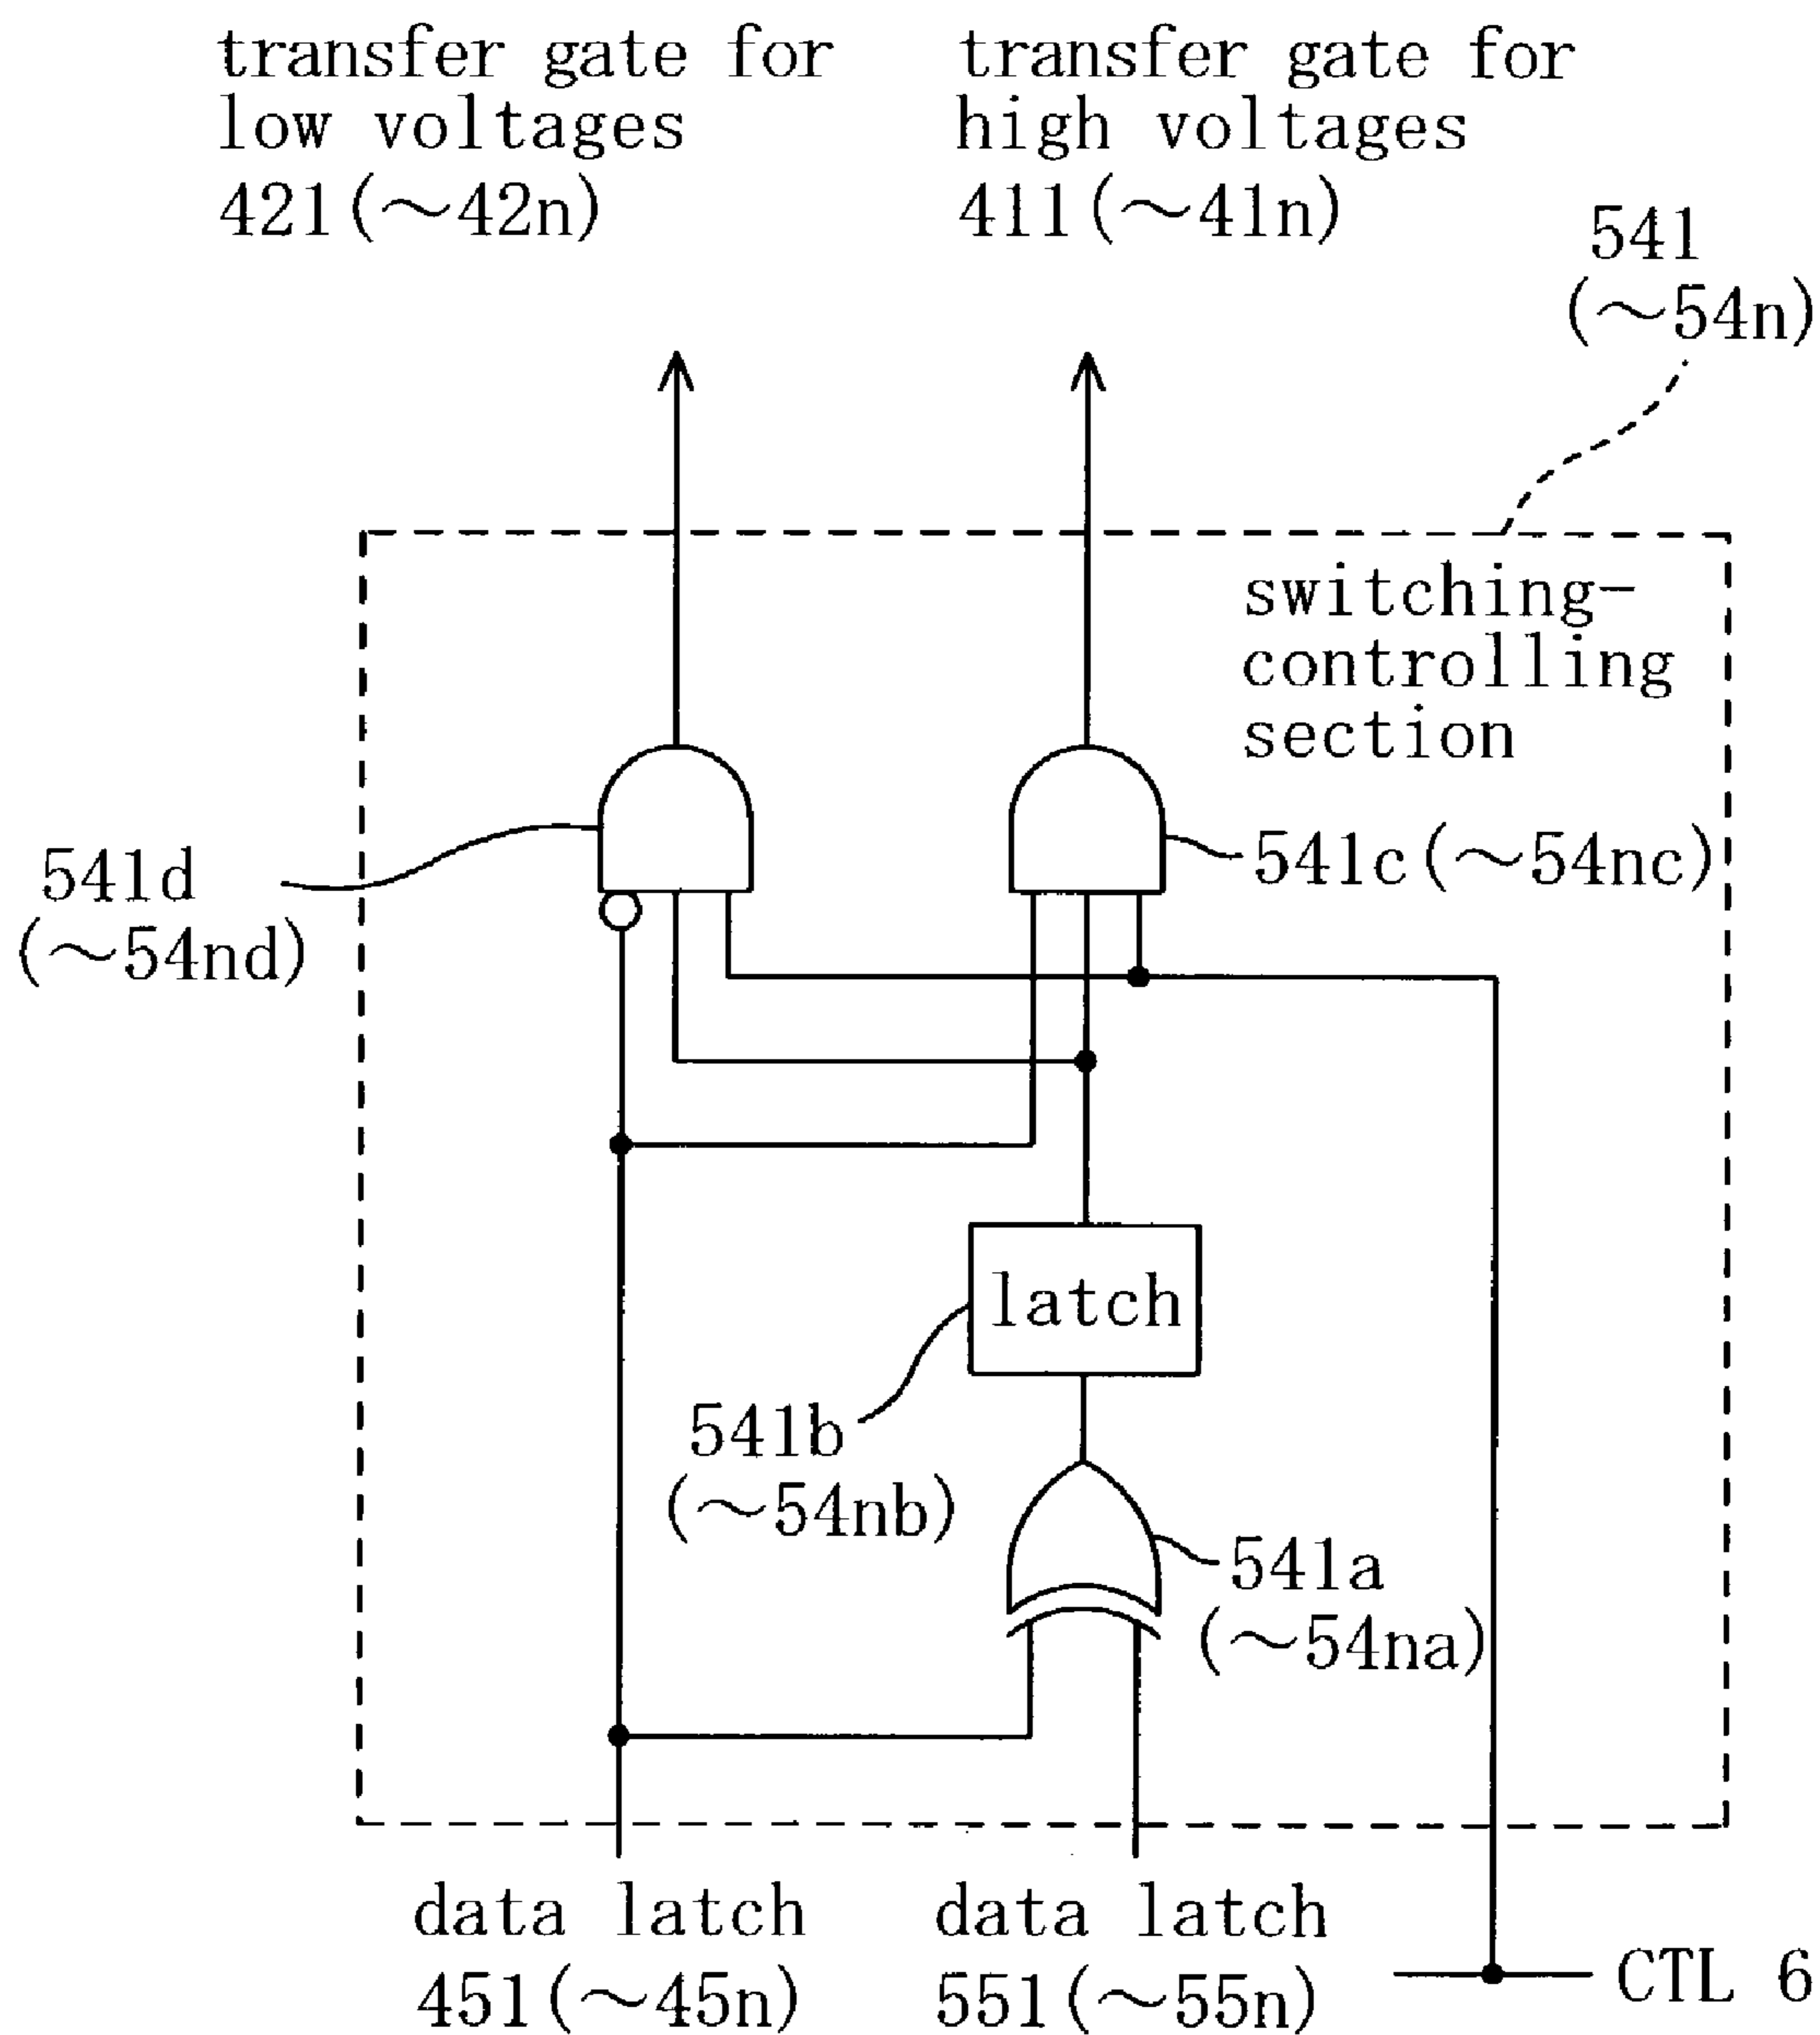 transfer gate for
low voltages
421(～42n)
transfer gate for
high voltages
411(～41n)
541
(～54n)
switching-
controlling
section
541d
(～54nd)
541c(～54nc)
latch
541b
(～54nb)
541a
(～54na)
data latch
451(～45n)
data latch
551(～55n)
CTL 6